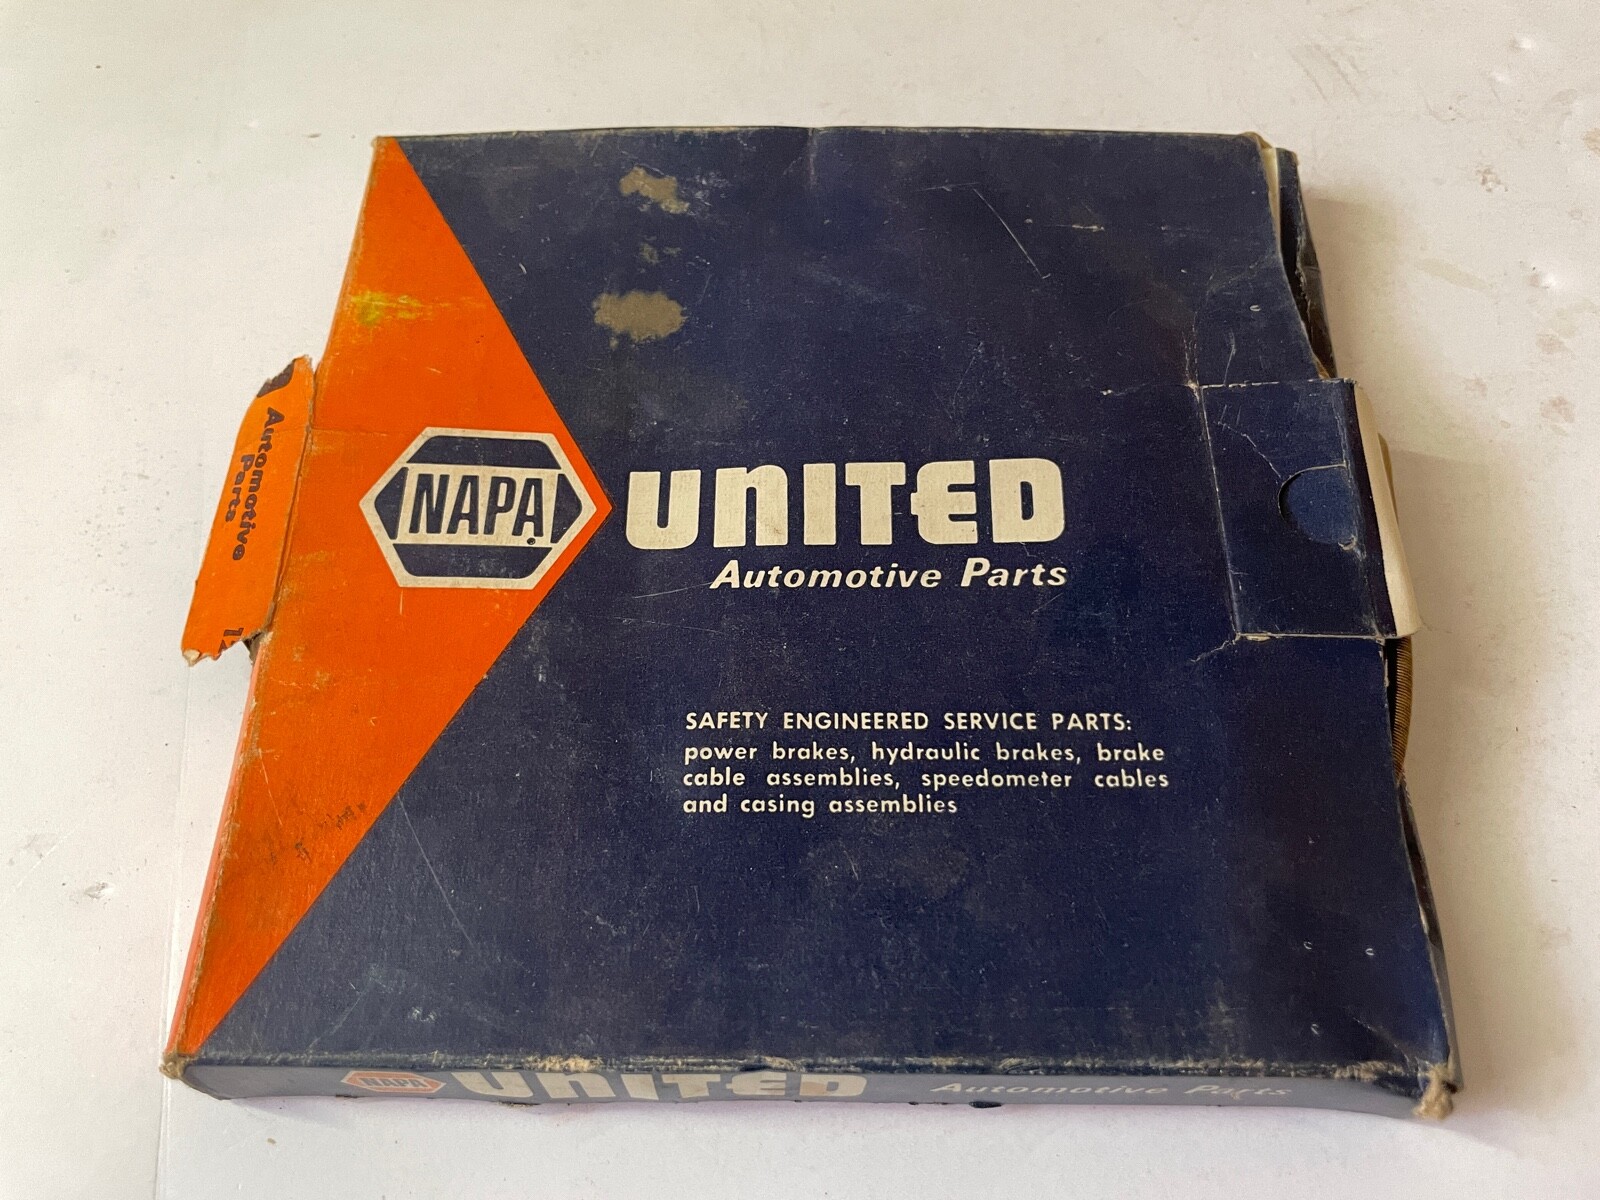 NAPA
UNITED
Automotive Parts
SAFETY ENGINEERED SERVICE PARTS:
power brakes, hydraulic brakes, brake
cable assemblies, speedometer cables
and casing assemblies
Automotive
Parts
NAPA UNITED Automotive Parts